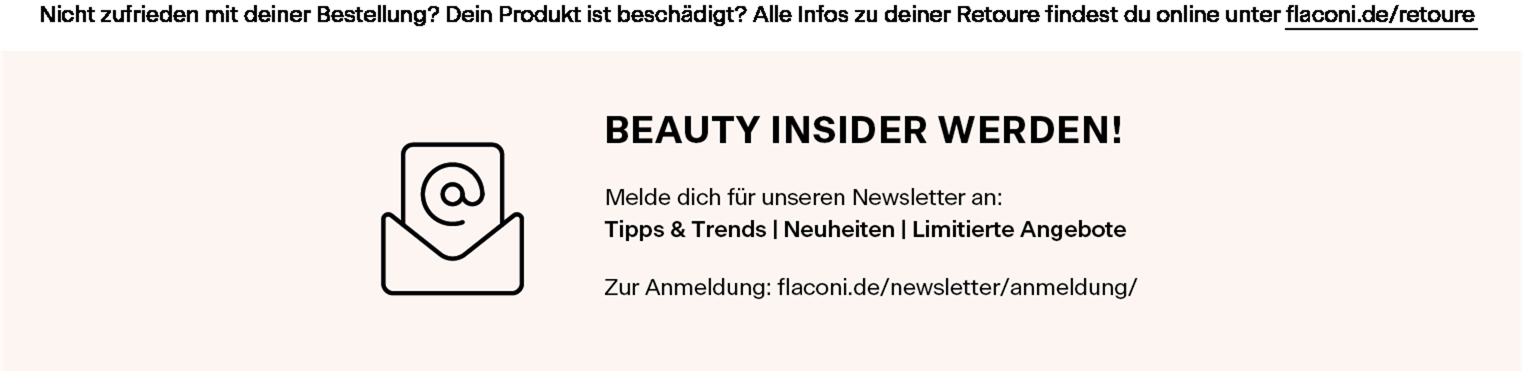 Nicht zufrieden mit deiner Bestellung? Dein Produkt ist beschädigt? Alle Infos zu deiner Retoure findest du online unter flaconi.de/retoure
BEAUTY INSIDER WERDEN!
Melde dich für unseren Newsletter an:
Tipps & Trends | Neuheiten | Limitierte Angebote
Zur Anmeldung: flaconi.de/newsletter/anmeldung/